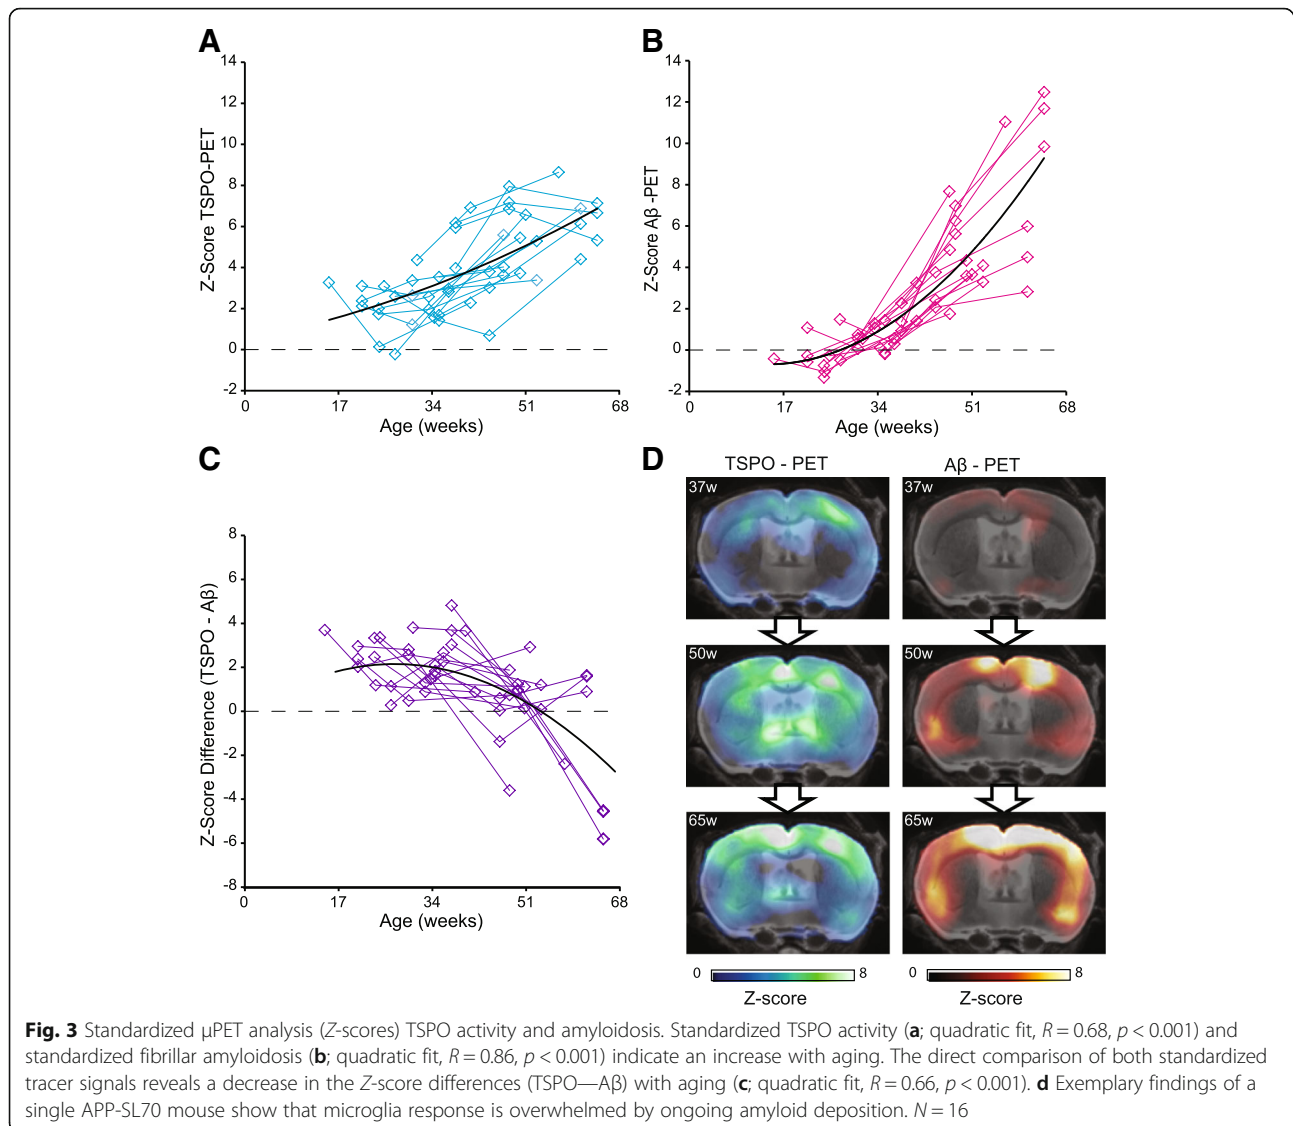 A
Z-Score TSPO-PET
14
12
10
8
6
4
2
0
-2
0 17 34 51 68
Age (weeks)
B
Z-Score Aβ -PET
14
12
10
8
6
4
2
0
-2
0 17 34 51 68
Age (weeks)
C
Z-Score Difference (TSPO - Aβ)
8
6
4
2
0
-2
-4
-6
-8
0 17 34 51 68
Age (weeks)
D
TSPO - PET Aβ - PET
37w 37w
50w 50w
65w 65w
0 8 0 8
Z-score Z-score
Fig. 3 Standardized μPET analysis (Z-scores) TSPO activity and amyloidosis. Standardized TSPO activity (a; quadratic fit, R = 0.68, p < 0.001) and
standardized fibrillar amyloidosis (b; quadratic fit, R = 0.86, p < 0.001) indicate an increase with aging. The direct comparison of both standardized
tracer signals reveals a decrease in the Z-score differences (TSPO—Aβ) with aging (c; quadratic fit, R = 0.66, p < 0.001). d Exemplary findings of a
single APP-SL70 mouse show that microglia response is overwhelmed by ongoing amyloid deposition. N = 16